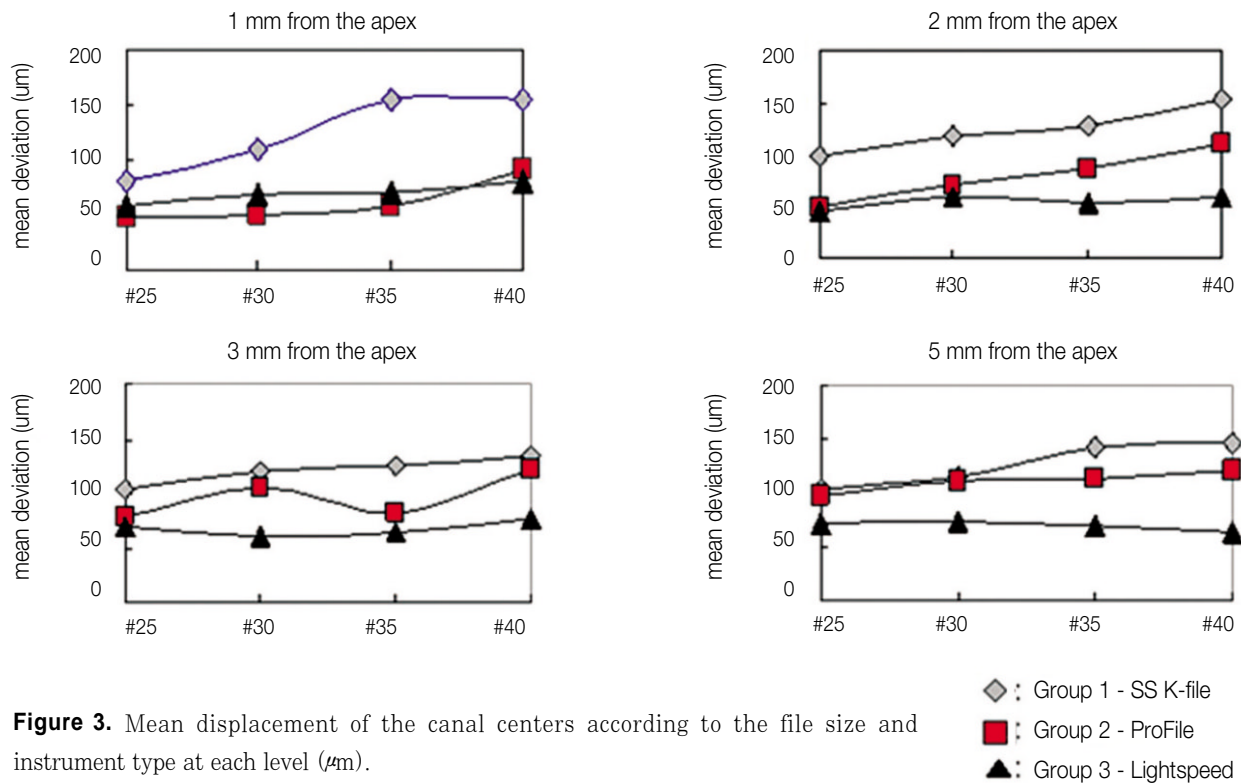 1 mm from the apex
mean deviation (um)
200
150
100
50
0
#25 #30 #35 #40
2 mm from the apex
mean deviation (um)
200
150
100
50
0
#25 #30 #35 #40
3 mm from the apex
mean deviation (um)
200
150
100
50
0
#25 #30 #35 #40
5 mm from the apex
mean deviation (um)
200
150
100
50
0
#25 #30 #35 #40
: Group 1 - SS K-file
: Group 2 - ProFile
: Group 3 - Lightspeed
Figure 3. Mean displacement of the canal centers according to the file size and
instrument type at each level (μm).